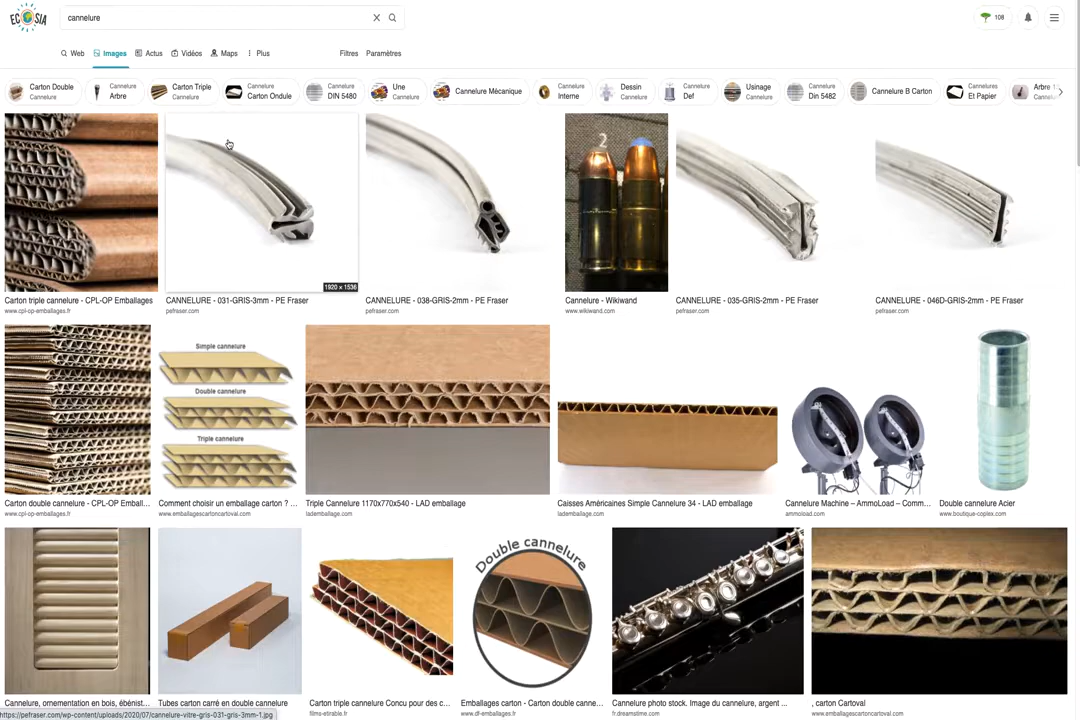 ECOSIA
cannelure
108
Web
Images
Actus
Vidéos
Maps
Plus
Filtres
Paramètres
Carton Double
Cannelure
Cannelure
Arbre
Carton Triple
Cannelure
Cannelure
Carton Ondule
Cannelure
DIN 5480
Une
Cannelure
Cannelure Mécanique
Cannelure
Interne
Dessin
Cannelure
Cannelure
Def
Usinage
Cannelure
Cannelure
Din 5482
Cannelure B Carton
Cannelures
Et Papier
Arbre
2
1920 x 1536
Carton triple cannelure - CPL-OP Emballages
www.cpl-op-emballages.fr
CANNELURE - 031-GRIS-3mm - PE Fraser
pefraser.com
CANNELURE - 038-GRIS-2mm - PE Fraser
pefraser.com
Cannelure - Wikiwand
www.wikiwand.com
CANNELURE - 035-GRIS-2mm - PE Fraser
pefraser.com
CANNELURE - 046D-GRIS-2mm - PE Fraser
pefraser.com
Simple cannelure
Double cannelure
Triple cannelure
Carton double cannelure - CPL-OP Emball...
www.cpl-op-emballages.fr
Comment choisir un emballage carton ? ...
www.emballagescartoncartoval.com
Triple Cannelure 1170x770x540 - LAD emballage
lademballage.com
Caisses Américaines Simple Cannelure 34 - LAD emballage
lademballage.com
Cannelure Machine – AmmoLoad – Comm...
ammoload.com
Double cannelure Acier
www.boutique-coplex.com
Double cannelure
Cannelure, ornementation en bois, ébénist...
Tubes carton carré en double cannelure
Carton triple cannelure Concu pour des c...
films-etirable.fr
Emballages carton - Carton double canne...
www.df-emballages.fr
Cannelure photo stock. Image du cannelure, argent ...
fr.dreamstime.com
, carton Cartoval
www.emballagescartoncartoval.com
https://pefraser.com/wp-content/uploads/2020/07/cannelure-vitre-gris-031-gris-3mm-1.jpg